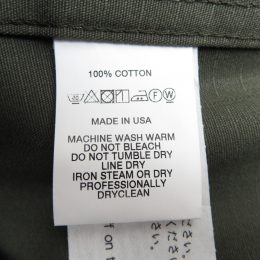 100% COTTON
F W
MADE IN USA
MACHINE WASH WARM
DO NOT BLEACH
DO NOT TUMBLE DRY
LINE DRY
IRON STEAM OR DRY
PROFESSIONALLY
DRYCLEAN